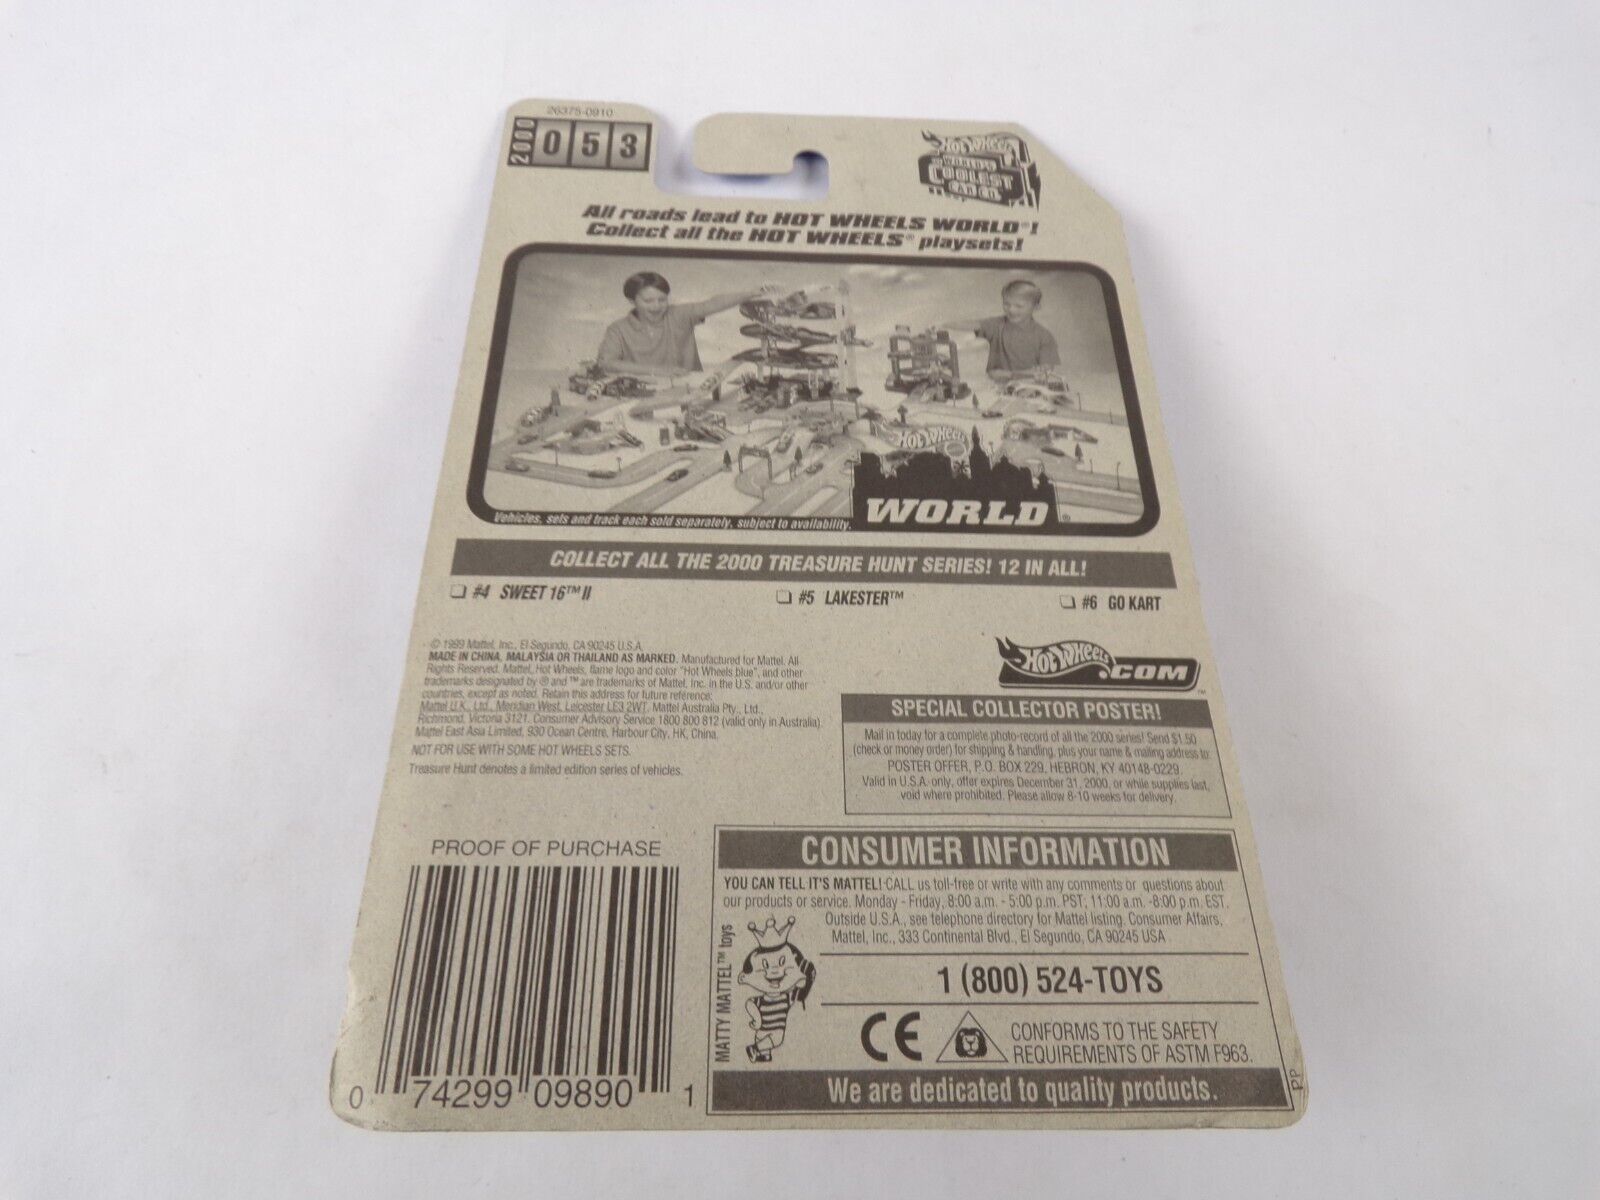 26375-0910
2000 053
HOT WHEELS
WORLD'S
COOLEST
CAR CO.
All roads lead to HOT WHEELS WORLD®!
Collect all the HOT WHEELS® playsets!
HOT WHEELS
WORLD®
Vehicles, sets and track each sold separately, subject to availability.
COLLECT ALL THE 2000 TREASURE HUNT SERIES! 12 IN ALL!
❑ #4 SWEET 16™ II
❑ #5 LAKESTER™
❑ #6 GO KART
© 1999 Mattel, Inc., El Segundo, CA 90245 U.S.A.
MADE IN CHINA, MALAYSIA OR THAILAND AS MARKED. Manufactured for Mattel. All
Rights Reserved. Mattel, Hot Wheels, flame logo and color "Hot Wheels blue", and other
trademarks designated by ® and ™ are trademarks of Mattel, Inc. in the U.S. and/or other
countries, except as noted. Retain this address for future reference:
Mattel U.K., Ltd., Meridian West, Leicester LE3 2WT. Mattel Australia Pty., Ltd.,
Richmond, Victoria 3121. Consumer Advisory Service 1800 800 812 (valid only in Australia).
Mattel East Asia Limited, 930 Ocean Centre, Harbour City, HK, China.
NOT FOR USE WITH SOME HOT WHEELS SETS.
Treasure Hunt denotes a limited edition series of vehicles.
HOT WHEELS
.COM™
SPECIAL COLLECTOR POSTER!
Mail in today for a complete photo-record of all the 2000 series! Send $1.50
(check or money order) for shipping & handling, plus your name & mailing address to:
POSTER OFFER, P.O. BOX 229, HEBRON, KY 40148-0229.
Valid in U.S.A. only, offer expires December 31, 2000, or while supplies last,
void where prohibited. Please allow 8-10 weeks for delivery.
PROOF OF PURCHASE
0 74299 09890 1
CONSUMER INFORMATION
YOU CAN TELL IT'S MATTEL! CALL us toll-free or write with any comments or questions about
our products or service. Monday - Friday, 8:00 a.m. - 5:00 p.m. PST; 11:00 a.m. -8:00 p.m. EST.
Outside U.S.A., see telephone directory for Mattel listing. Consumer Affairs,
Mattel, Inc., 333 Continental Blvd., El Segundo, CA 90245 USA
MATTY MATTEL™ toys
1 (800) 524-TOYS
CE
CONFORMS TO THE SAFETY
REQUIREMENTS OF ASTM F963.
We are dedicated to quality products.
PP